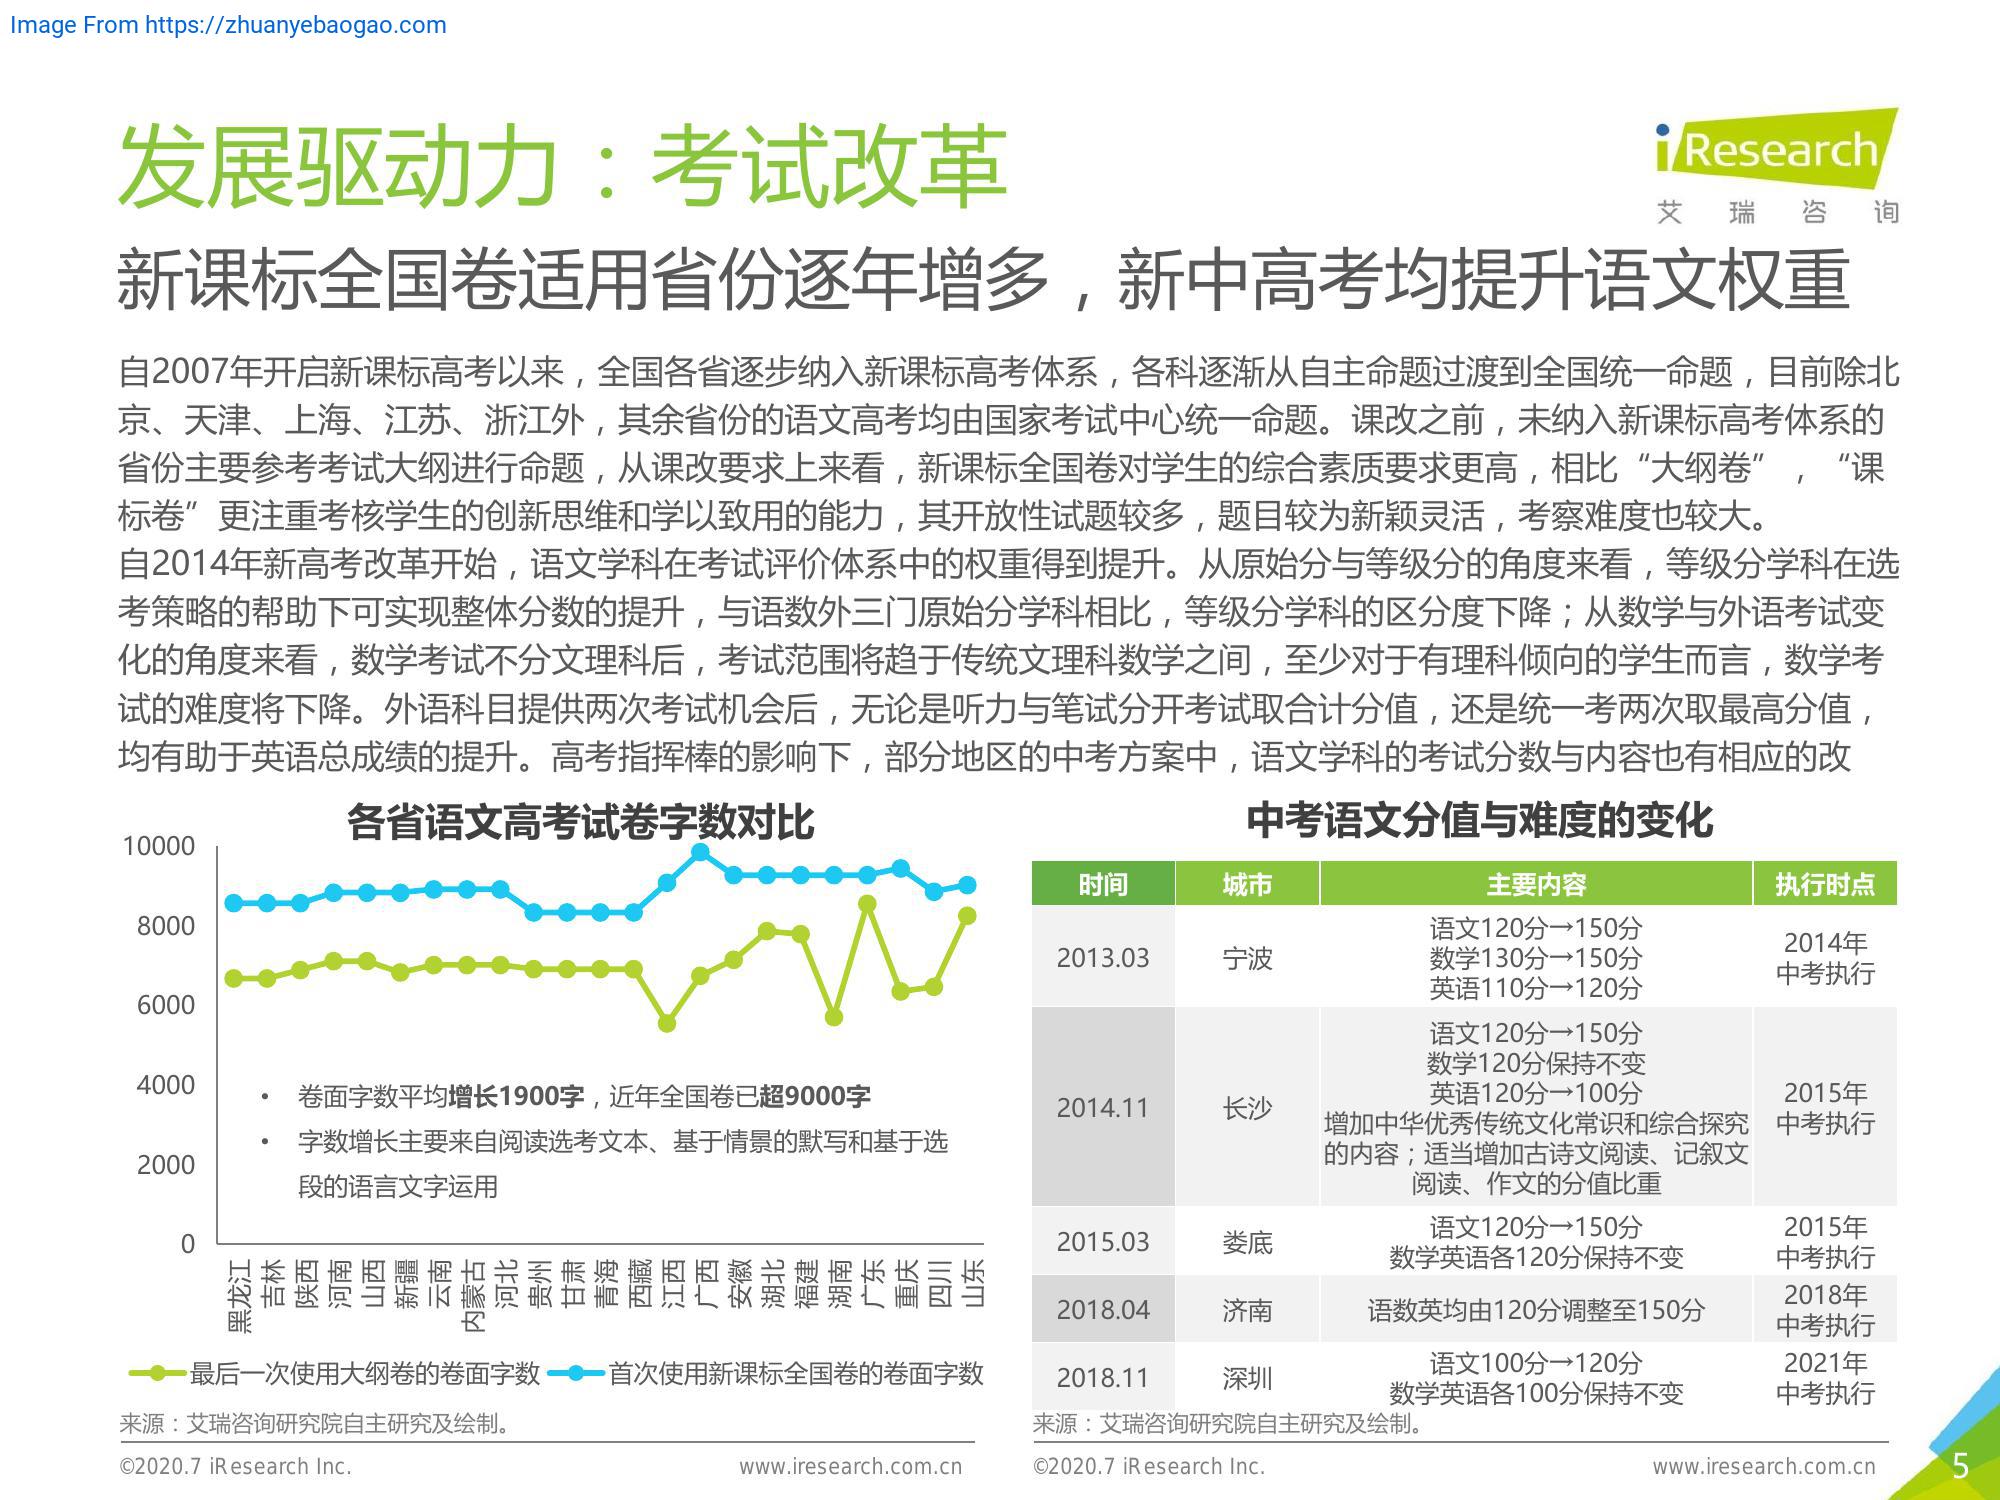 Image From https://zhuanyebaogao.com
发展驱动力：考试改革
iResearch
艾瑞咨询
新课标全国卷适用省份逐年增多，新中高考均提升语文权重
自2007年开启新课标高考以来，全国各省逐步纳入新课标高考体系，各科逐渐从自主命题过渡到全国统一命题，目前除北
京、天津、上海、江苏、浙江外，其余省份的语文高考均由国家考试中心统一命题。课改之前，未纳入新课标高考体系的
省份主要参考考试大纲进行命题，从课改要求上来看，新课标全国卷对学生的综合素质要求更高，相比“大纲卷”，“课
标卷”更注重考核学生的创新思维和学以致用的能力，其开放性试题较多，题目较为新颖灵活，考察难度也较大。
自2014年新高考改革开始，语文学科在考试评价体系中的权重得到提升。从原始分与等级分的角度来看，等级分学科在选
考策略的帮助下可实现整体分数的提升，与语数外三门原始分学科相比，等级分学科的区分度下降；从数学与外语考试变
化的角度来看，数学考试不分文理科后，考试范围将趋于传统文理科数学之间，至少对于有理科倾向的学生而言，数学考
试的难度将下降。外语科目提供两次考试机会后，无论是听力与笔试分开考试取合计分值，还是统一考两次取最高分值，
均有助于英语总成绩的提升。高考指挥棒的影响下，部分地区的中考方案中，语文学科的考试分数与内容也有相应的改
各省语文高考试卷字数对比
10000
8000
6000
4000
2000
0
• 卷面字数平均增长1900字，近年全国卷已超9000字
• 字数增长主要来自阅读选考文本、基于情景的默写和基于选
段的语言文字运用
黑龙江
吉林
陕西
河南
山西
新疆
云南
内蒙古
河北
贵州
甘肃
青海
西藏
江西
广西
安徽
湖北
福建
湖南
广东
重庆
四川
山东
最后一次使用大纲卷的卷面字数 首次使用新课标全国卷的卷面字数
来源：艾瑞咨询研究院自主研究及绘制。
©2020.7 iResearch Inc. www.iresearch.com.cn
中考语文分值与难度的变化
时间 城市 主要内容 执行时点
2013.03 宁波
语文120分→150分
数学130分→150分
英语110分→120分
2014年
中考执行
2014.11 长沙
语文120分→150分
数学120分保持不变
英语120分→100分
增加中华优秀传统文化常识和综合探究
的内容；适当增加古诗文阅读、记叙文
阅读、作文的分值比重
2015年
中考执行
2015.03 娄底
语文120分→150分
数学英语各120分保持不变
2015年
中考执行
2018.04 济南
语数英均由120分调整至150分
2018年
中考执行
2018.11 深圳
语文100分→120分
数学英语各100分保持不变
2021年
中考执行
来源：艾瑞咨询研究院自主研究及绘制。
©2020.7 iResearch Inc. www.iresearch.com.cn
5